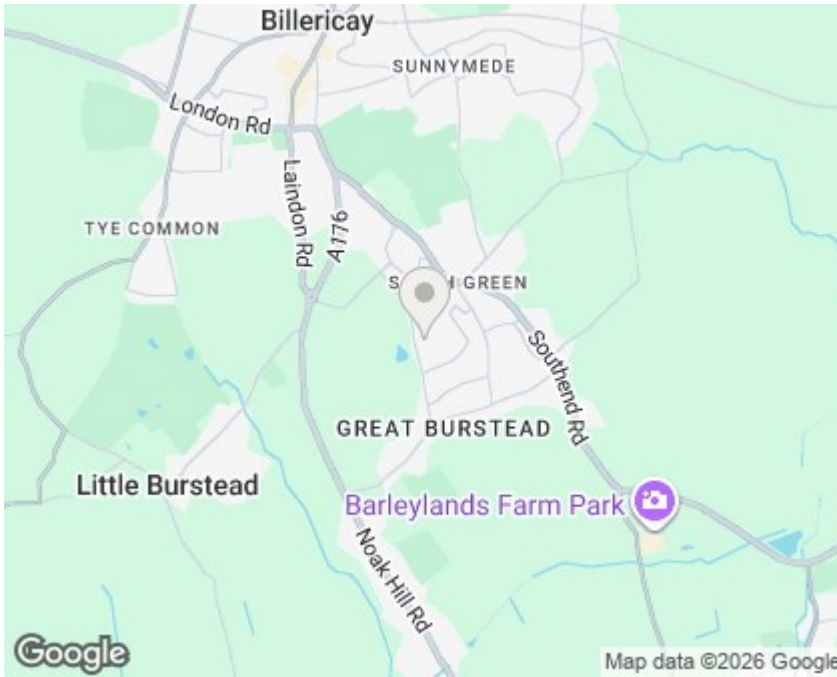 Billericay
SUNNYMEDE
London Rd
Laindon Rd
A176
TYE COMMON
S H GREEN
Southend Rd
GREAT BURSTEAD
Little Burstead
Barleylands Farm Park
Noak Hill Rd
Google
Map data ©2026 Google